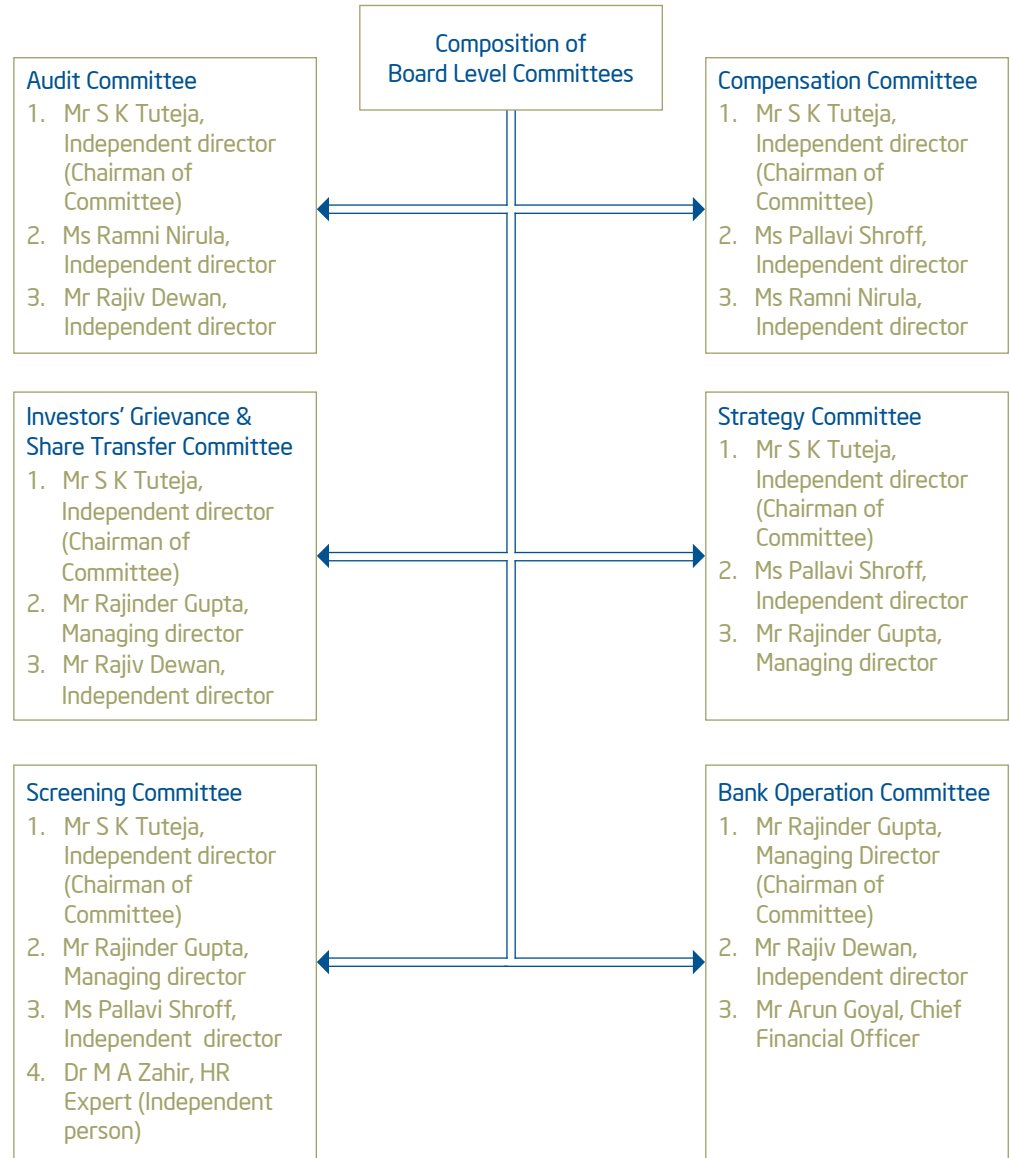 Composition of
Board Level Committees
Audit Committee
1. Mr S K Tuteja,
Independent director
(Chairman of
Committee)
2. Ms Ramni Nirula,
Independent director
3. Mr Rajiv Dewan,
Independent director
Compensation Committee
1. Mr S K Tuteja,
Independent director
(Chairman of
Committee)
2. Ms Pallavi Shroff,
Independent director
3. Ms Ramni Nirula,
Independent director
Investors' Grievance &
Share Transfer Committee
1. Mr S K Tuteja,
Independent director
(Chairman of
Committee)
2. Mr Rajinder Gupta,
Managing director
3. Mr Rajiv Dewan,
Independent director
Strategy Committee
1. Mr S K Tuteja,
Independent director
(Chairman of
Committee)
2. Ms Pallavi Shroff,
Independent director
3. Mr Rajinder Gupta,
Managing director
Screening Committee
1. Mr S K Tuteja,
Independent director
(Chairman of
Committee)
2. Mr Rajinder Gupta,
Managing director
3. Ms Pallavi Shroff,
Independent director
4. Dr M A Zahir, HR
Expert (Independent
person)
Bank Operation Committee
1. Mr Rajinder Gupta,
Managing Director
(Chairman of
Committee)
2. Mr Rajiv Dewan,
Independent director
3. Mr Arun Goyal, Chief
Financial Officer